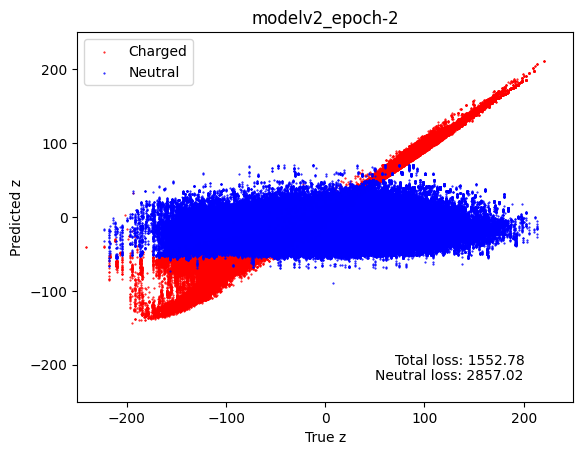 modelv2_epoch-2
Charged
Neutral
Predicted z
200
100
0
−100
−200
Total loss: 1552.78
Neutral loss: 2857.02
−200
−100
0
100
200
True z